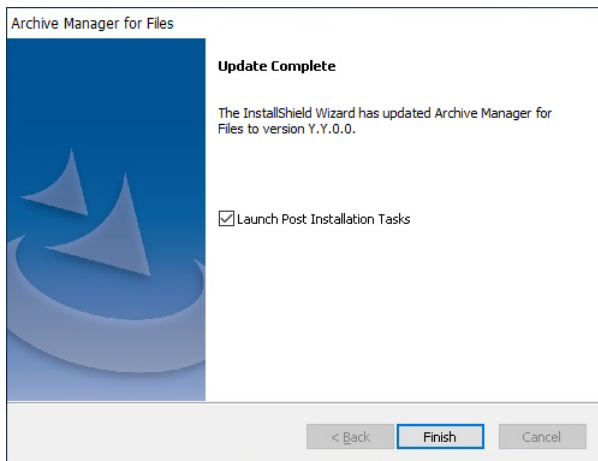 Archive Manager for Files
Update Complete
The InstallShield Wizard has updated Archive Manager for
Files to version Y.Y.0.0.
Launch Post Installation Tasks
< Back
Finish
Cancel